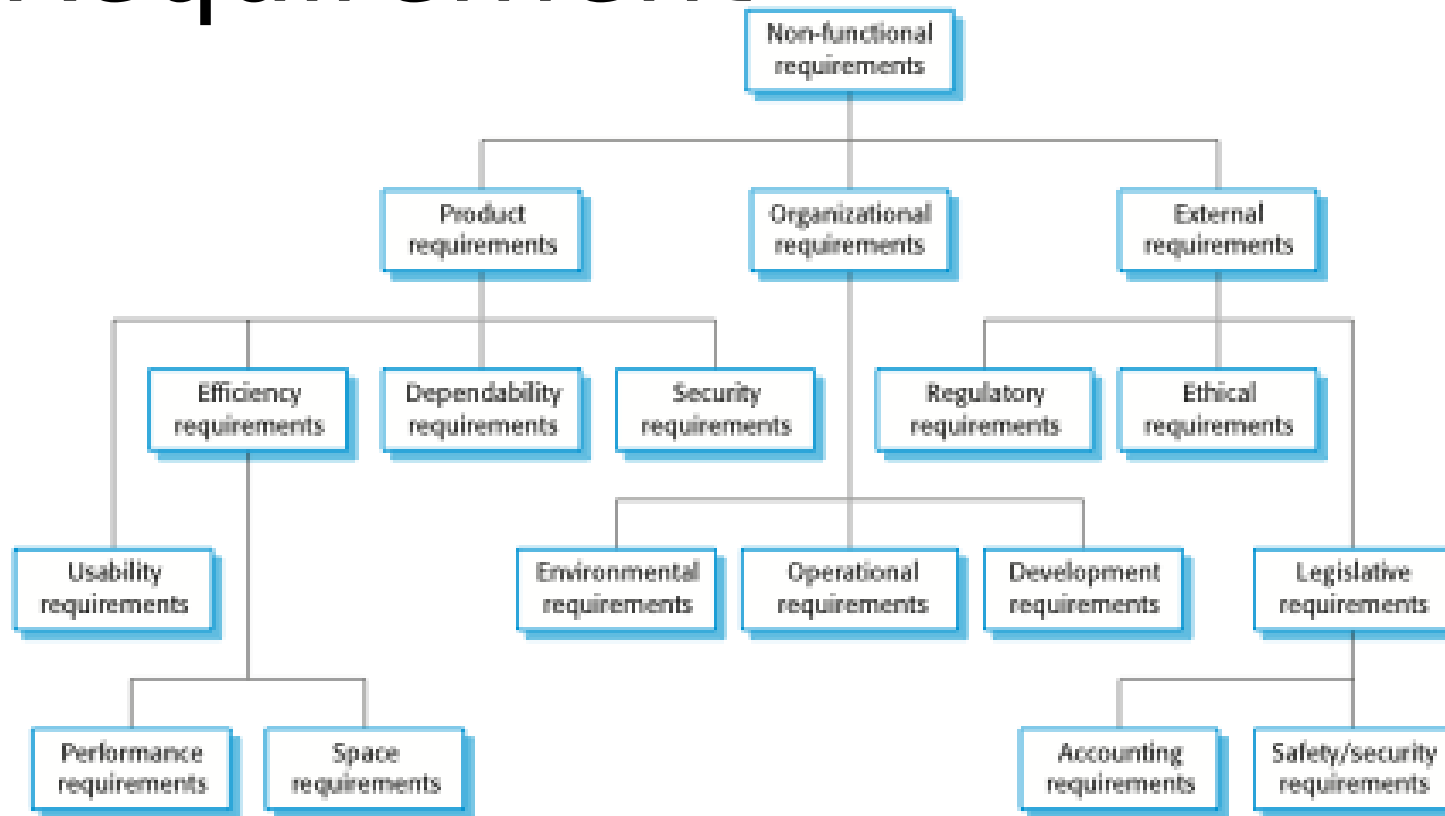 Requirement
Non-functional
requirements
Product
requirements
Organizational
requirements
External
requirements
Efficiency
requirements
Dependability
requirements
Security
requirements
Regulatory
requirements
Ethical
requirements
Usability
requirements
Environmental
requirements
Operational
requirements
Development
requirements
Legislative
requirements
Performance
requirements
Space
requirements
Accounting
requirements
Safety/security
requirements